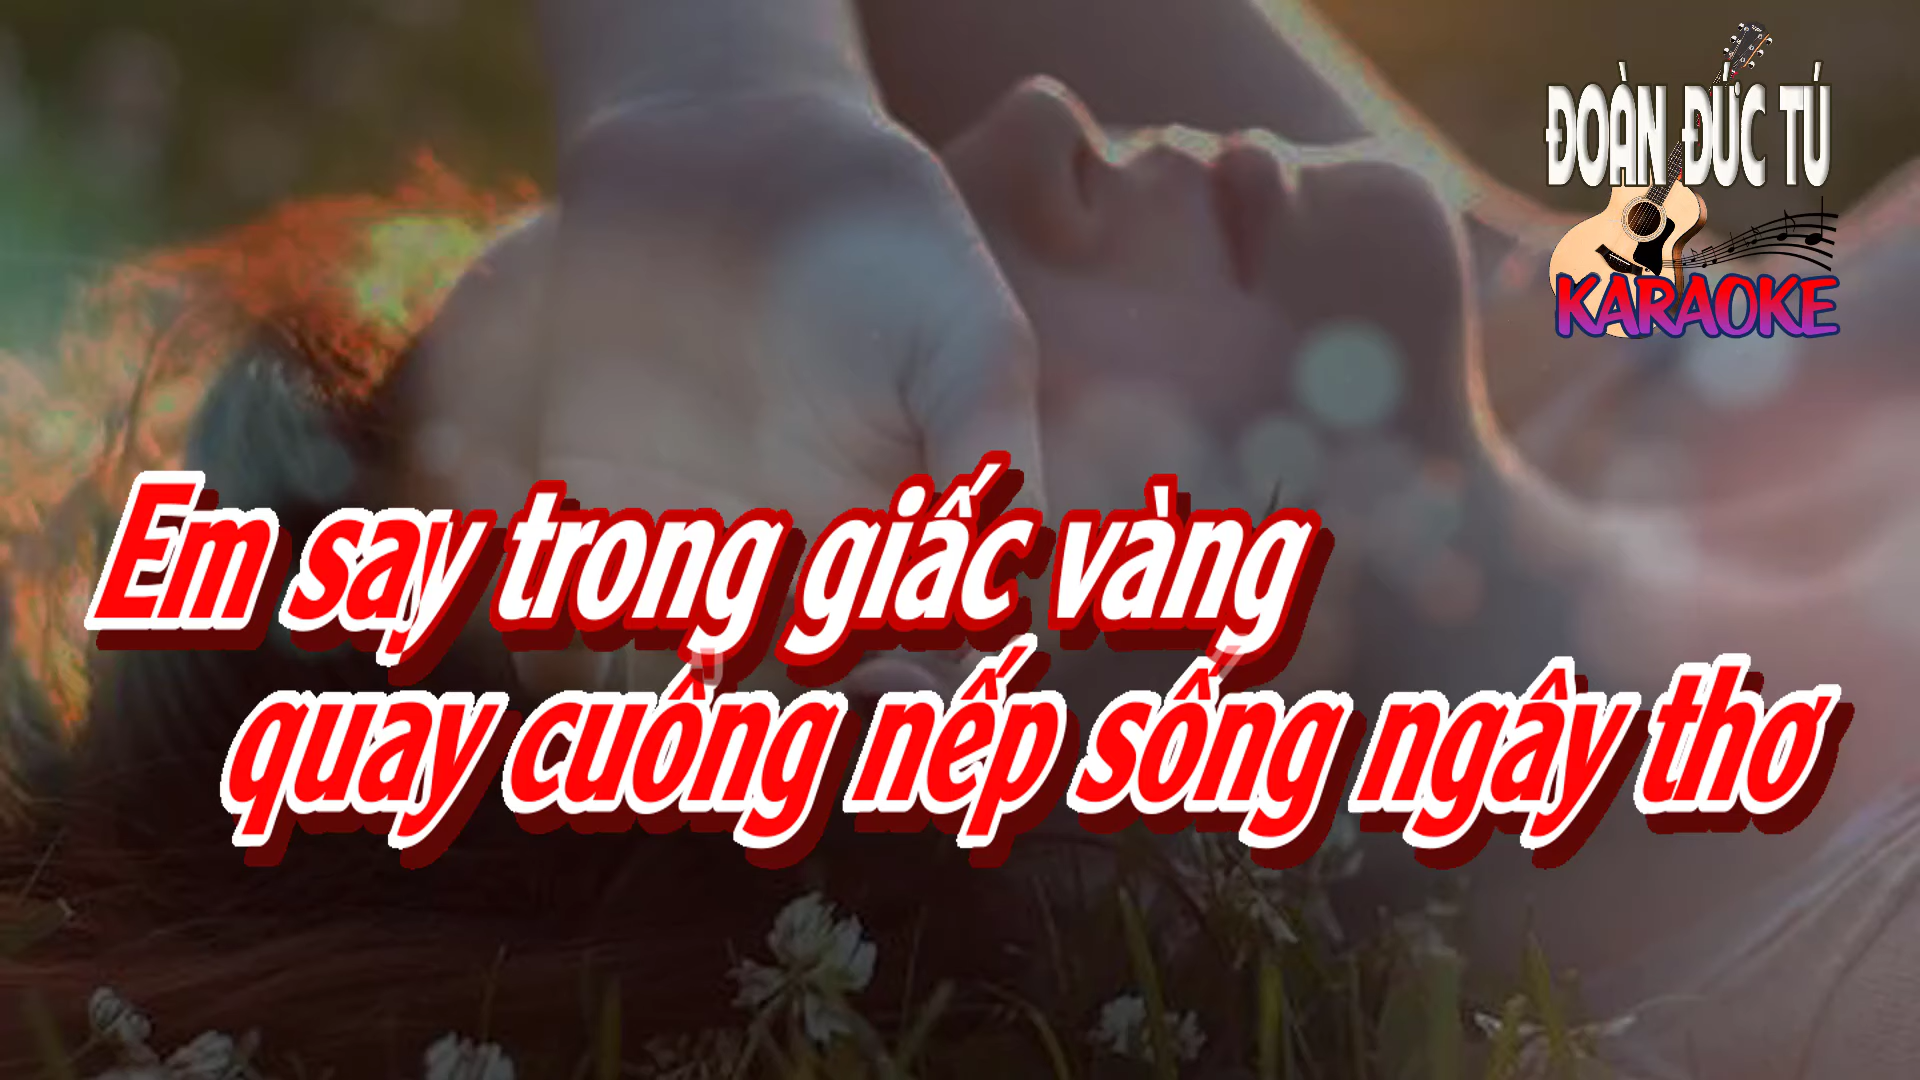 ĐOÀN ĐỨC TÚ
KARAOKE
Em say trong giấc vàng
quay cuồng nếp sống ngây thơ